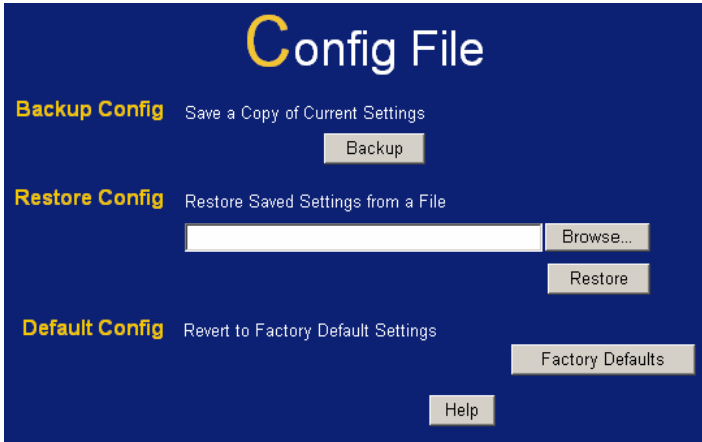 Config File
Backup Config Save a Copy of Current Settings
Backup
Restore Config Restore Saved Settings from a File
Browse...
Restore
Default Config Revert to Factory Default Settings
Factory Defaults
Help